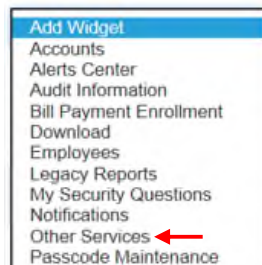 Add Widget
Accounts
Alerts Center
Audit Information
Bill Payment Enrollment
Download
Employees
Legacy Reports
My Security Questions
Notifications
Other Services
Passcode Maintenance